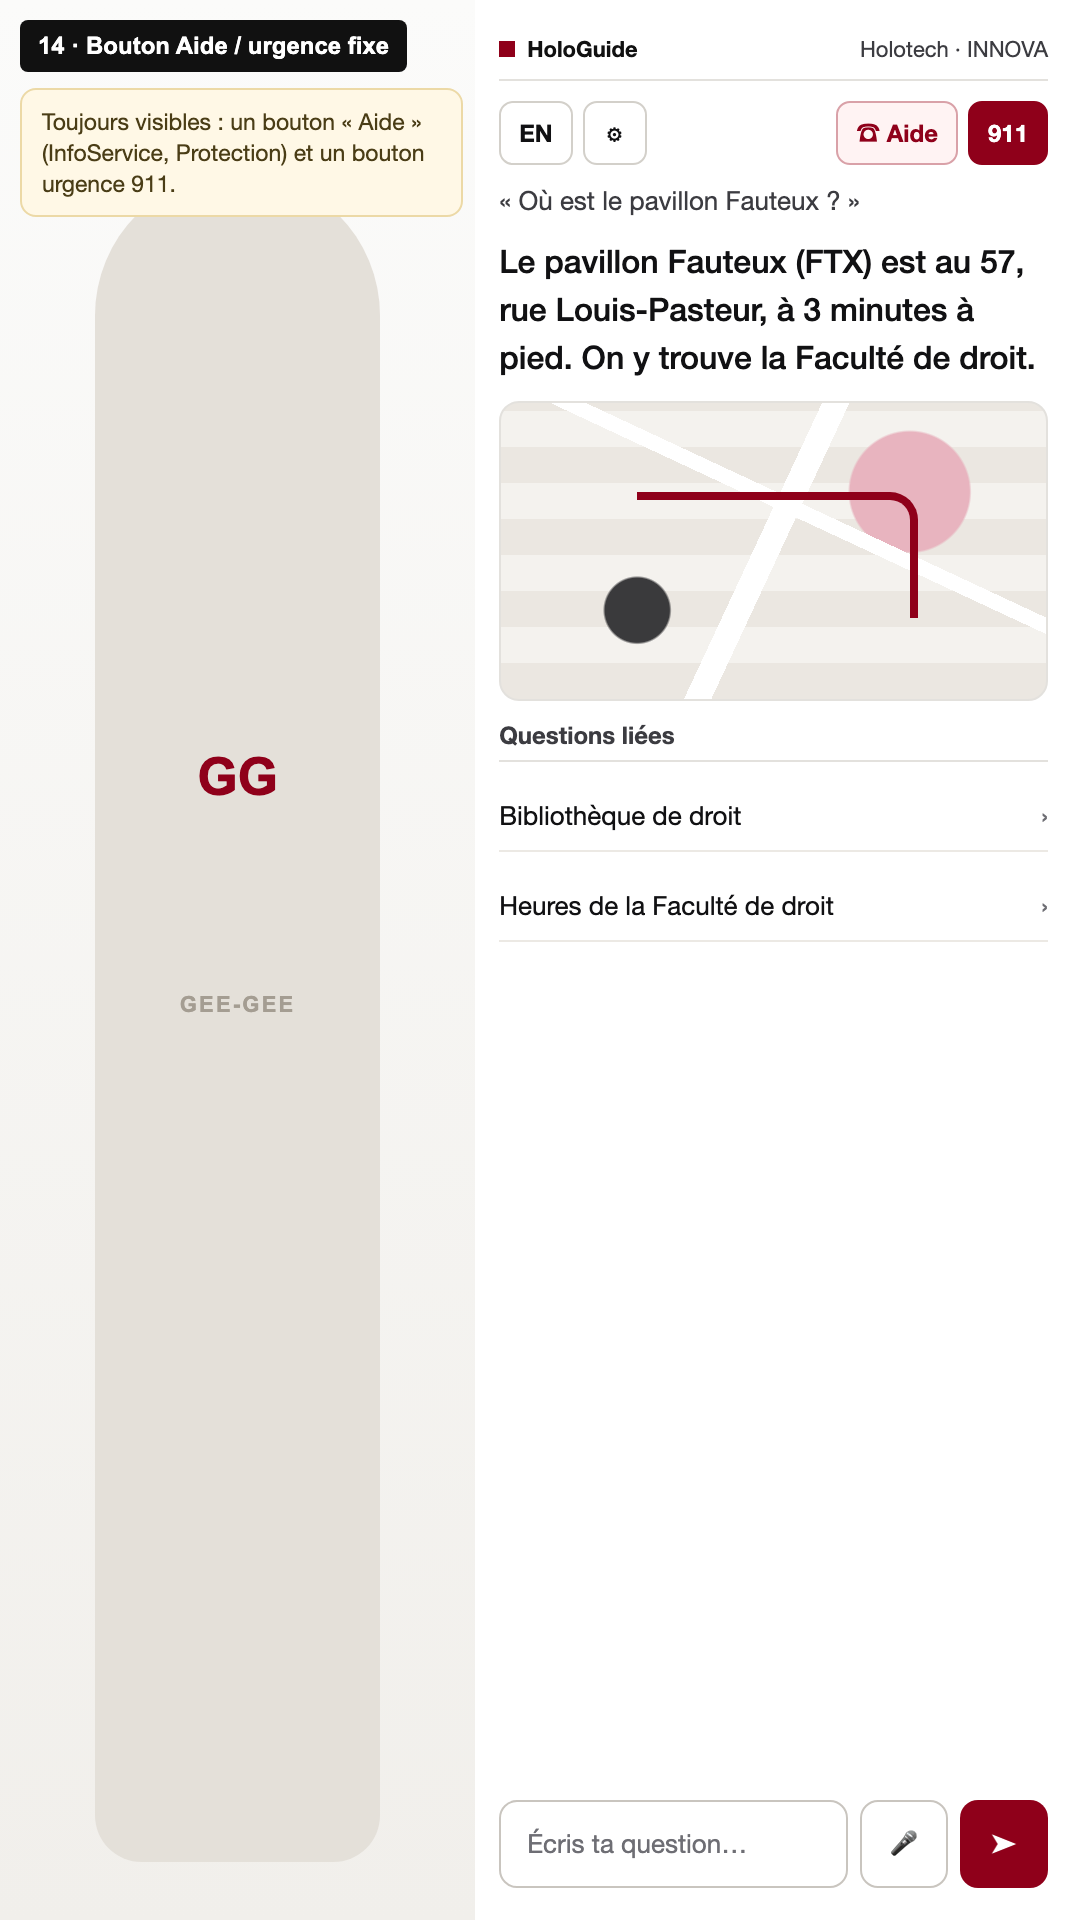 14 · Bouton Aide / urgence fixe
Toujours visibles : un bouton « Aide »
(InfoService, Protection) et un bouton
urgence 911.
GG
GEE-GEE
HoloGuide
Holotech · INNOVA
EN
⚙
☎ Aide
911
« Où est le pavillon Fauteux ? »
Le pavillon Fauteux (FTX) est au 57,
rue Louis-Pasteur, à 3 minutes à
pied. On y trouve la Faculté de droit.
Questions liées
Bibliothèque de droit ›
Heures de la Faculté de droit ›
Écris ta question…